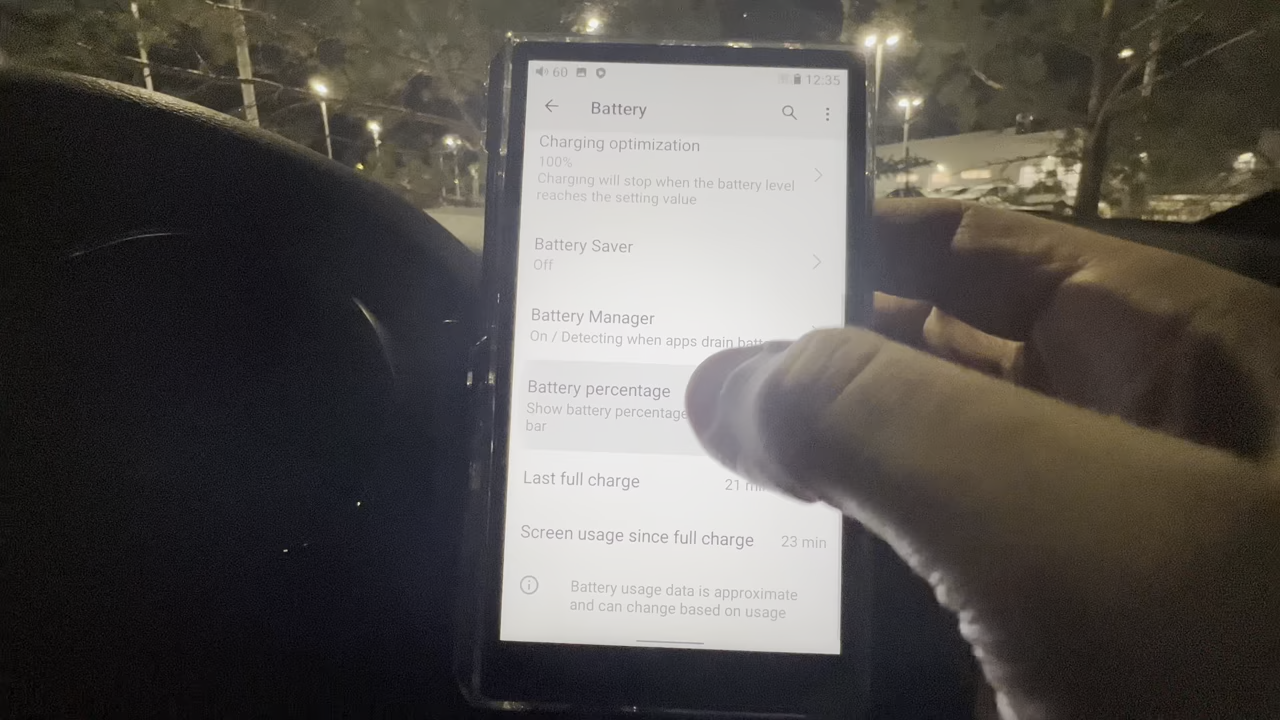 60 12:35
Battery
Charging optimization
100%
Charging will stop when the battery level
reaches the setting value
Battery Saver
Off
Battery Manager
On / Detecting when apps drain
Battery percentage
Show battery percentage
bar
Last full charge 21
Screen usage since full charge 23 min
Battery usage data is approximate
and can change based on usage